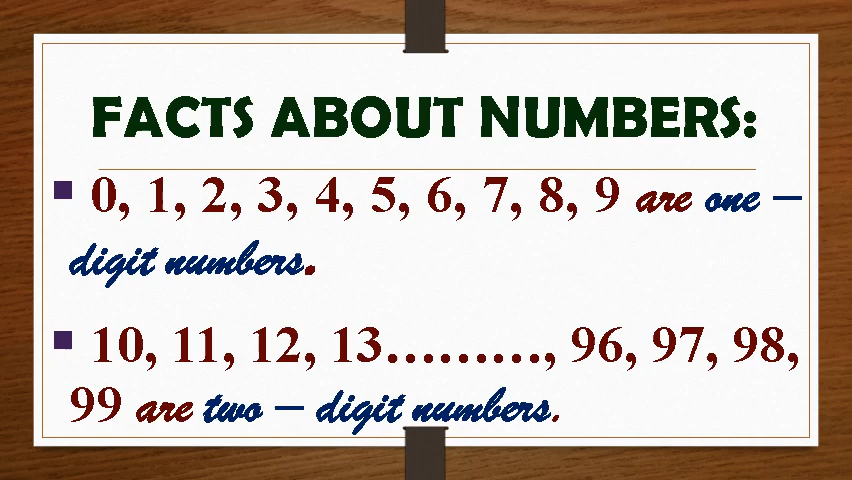 FACTS ABOUT NUMBERS:
▪ 0, 1, 2, 3, 4, 5, 6, 7, 8, 9 are one –
digit numbers.
▪ 10, 11, 12, 13………, 96, 97, 98,
99 are two – digit numbers.